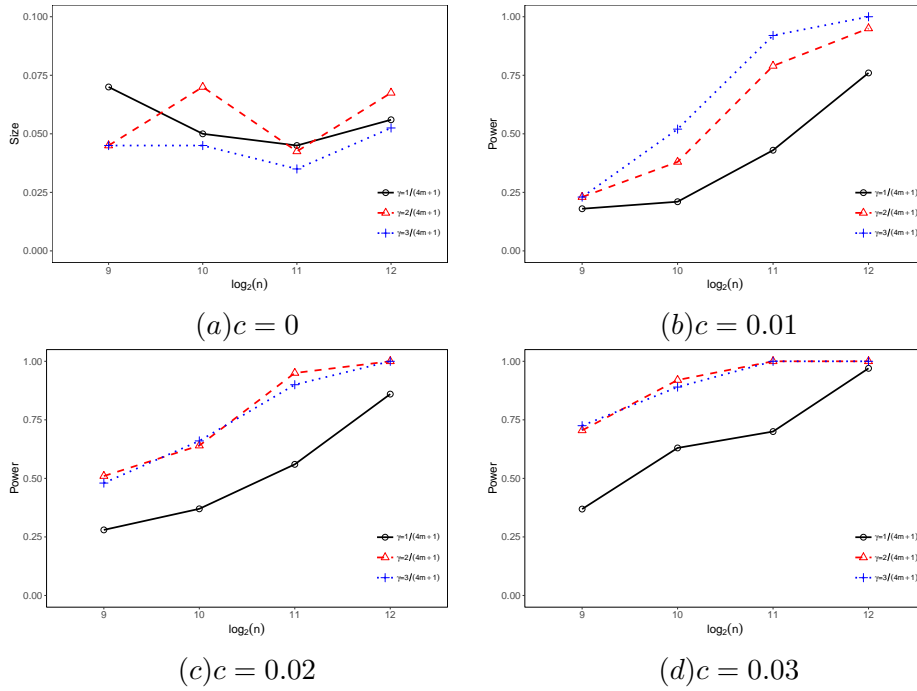 0.100
0.075
0.050
0.025
0.000
Size
9 10 11 12
log2(n)
γ=1/(4m+1)
γ=2/(4m+1)
γ=3/(4m+1)
(a)c = 0
1.00
0.75
0.50
0.25
0.00
Power
9 10 11 12
log2(n)
γ=1/(4m+1)
γ=2/(4m+1)
γ=3/(4m+1)
(b)c = 0.01
1.00
0.75
0.50
0.25
0.00
Power
9 10 11 12
log2(n)
γ=1/(4m+1)
γ=2/(4m+1)
γ=3/(4m+1)
(c)c = 0.02
1.00
0.75
0.50
0.25
0.00
Power
9 10 11 12
log2(n)
γ=1/(4m+1)
γ=2/(4m+1)
γ=3/(4m+1)
(d)c = 0.03